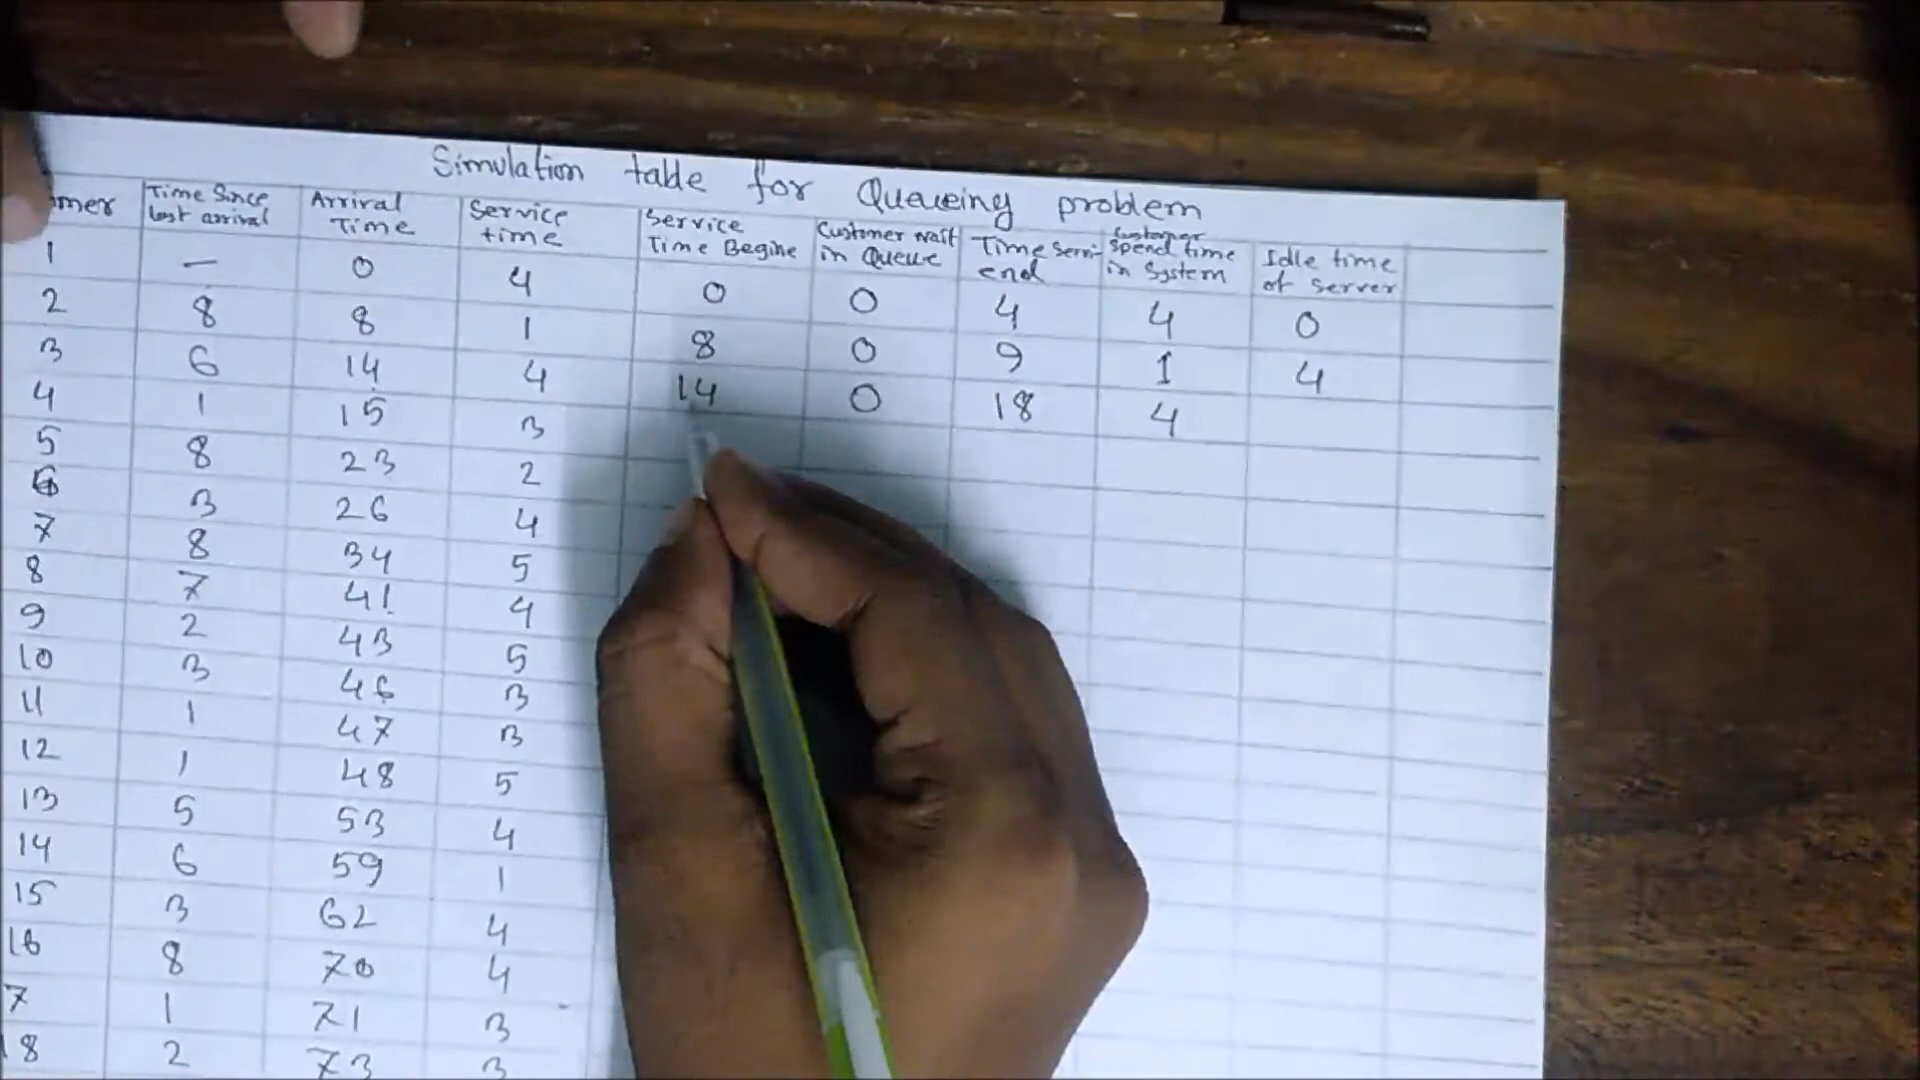 Simulation table for Queueing problem
mer Time Since last arrival Arrival Time Service time Service Time Begine Customer wait in Queue Time Servi- end Customer spend time in System Idle time of server
1 — 0 4 0 0 4 4 0
2 8 8 1 8 0 9 1 4
3 6 14 4 14 0 18 4
4 1 15 3
5 8 23 2
6 3 26 4
7 8 34 5
8 7 41 4
9 2 43 5
10 3 46 3
11 1 47 3
12 1 48 5
13 5 53 4
14 6 59 1
15 3 62 4
16 8 70 4
7 1 71 3
18 2 73 3